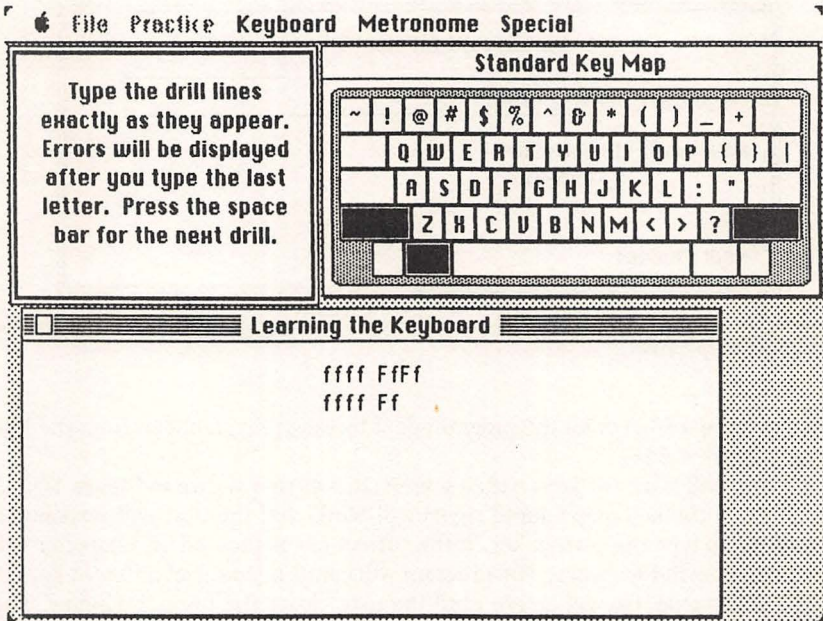 File Practice Keyboard Metronome Special
Type the drill lines
exactly as they appear.
Errors will be displayed
after you type the last
letter. Press the space
bar for the next drill.
Standard Key Map
~ ! @ # $ % ^ & * ( ) _ +
Q W E R T Y U I O P { } |
A S D F G H J K L : "
Z X C V B N M < > ?
Learning the Keyboard
ffff FfFf
ffff Ff